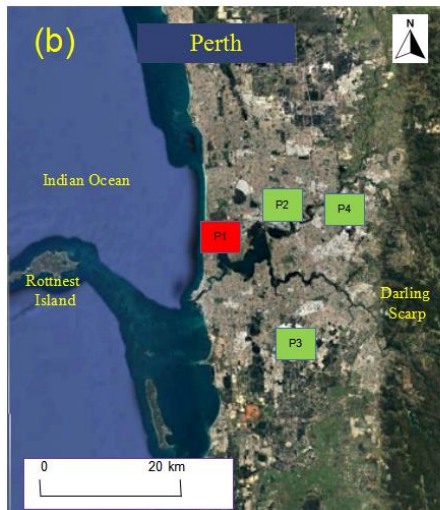 (b)
Perth
N
Indian Ocean
P2
P4
P1
Rottnest
Island
Darling
Scarp
P3
0 20 km